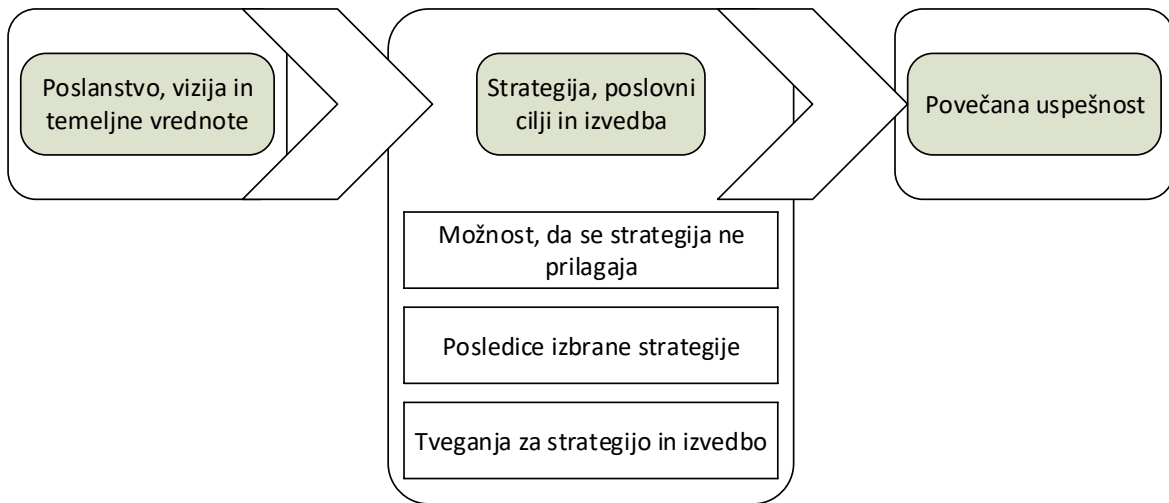 Poslanstvo, vizija in
temeljne vrednote
Strategija, poslovni
cilji in izvedba
Povečana uspešnost
Možnost, da se strategija ne
prilagaja
Posledice izbrane strategije
Tveganja za strategijo in izvedbo